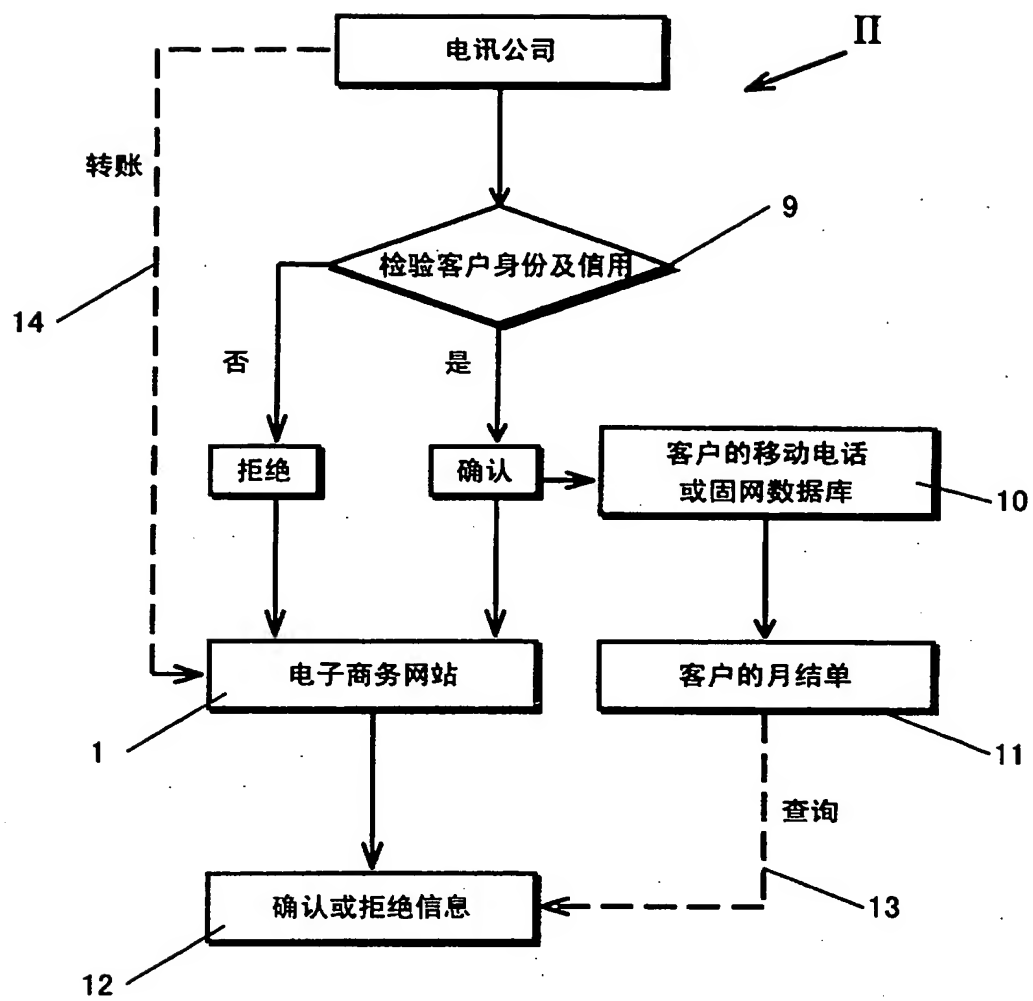 电讯公司
II
转账
9
检验客户身份及信用
14
否
是
拒绝
确认
客户的移动电话
或固网数据库
10
电子商务网站
客户的月结单
1
11
查询
确认或拒绝信息
13
12